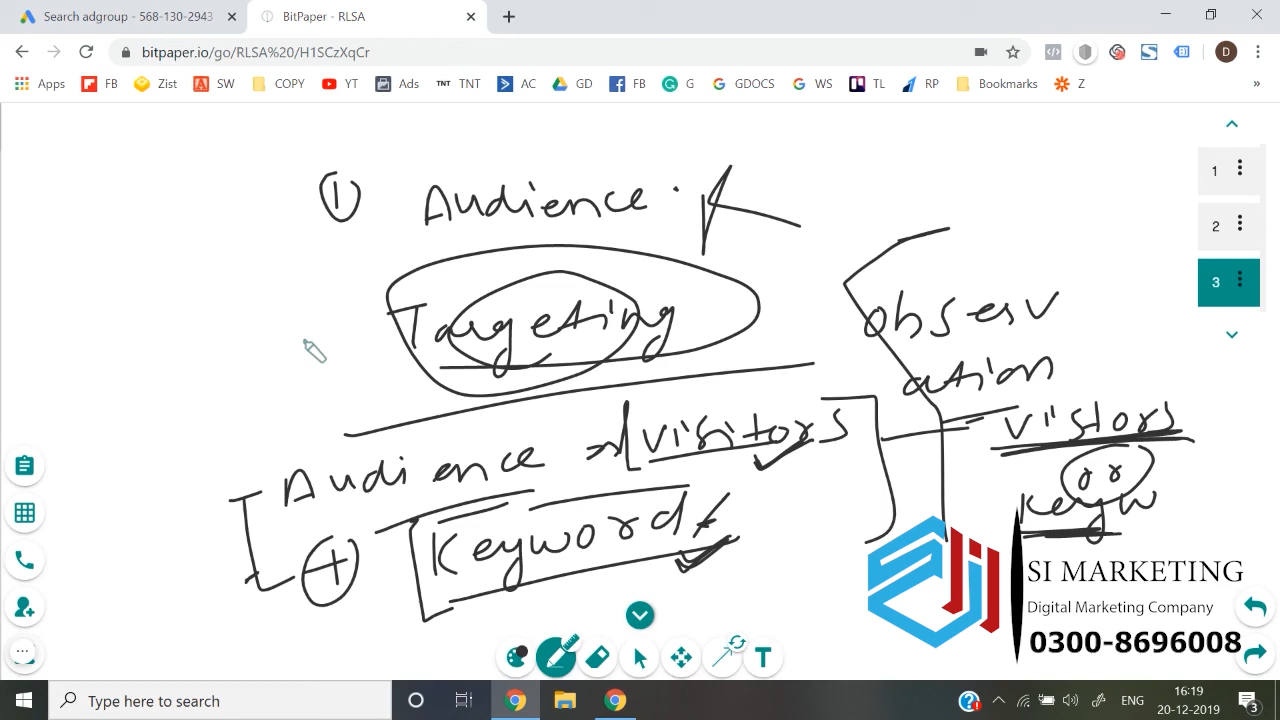 Search adgroup - 568-130-2943
BitPaper - RLSA
bitpaper.io/go/RLSA%20/H1SCzXqCr
D
Apps FB Zist SW COPY YT Ads TNT TNT AC GD FB G GDOCS WS TL RP Bookmarks Z »
1
2
3
① Audience
Targeting
observ
ation
Audience visitors
vistors
or
+ Keyword
Keyw
SI MARKETING
Digital Marketing Company
0300-8696008
T
Type here to search
ENG
16:19
20-12-2019
3